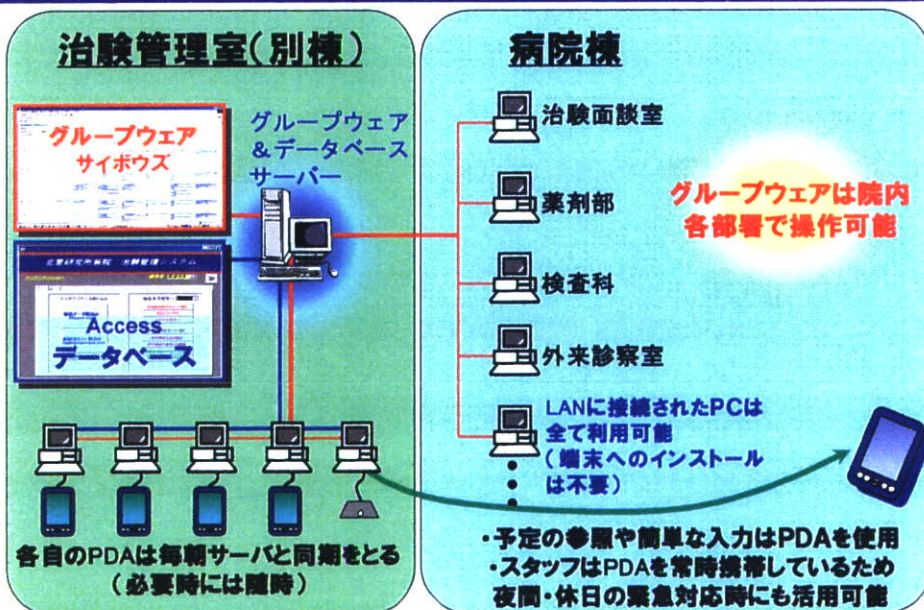 治験管理室(別棟)
グループウェア
サイボウズ
グループウェア
&データベース
サーバー
Access
データベース
各自のPDAは毎朝サーバと同期をとる
(必要時には随時)
病院棟
治験面談室
薬剤部
検査科
外来診察室
LANに接続されたPCは
全て利用可能
(端末へのインストール
は不要)
グループウェアは院内
各部署で操作可能
・予定の参照や簡単な入力はPDAを使用
・スタッフはPDAを常時携帯しているため
夜間・休日の緊急対応時にも活用可能